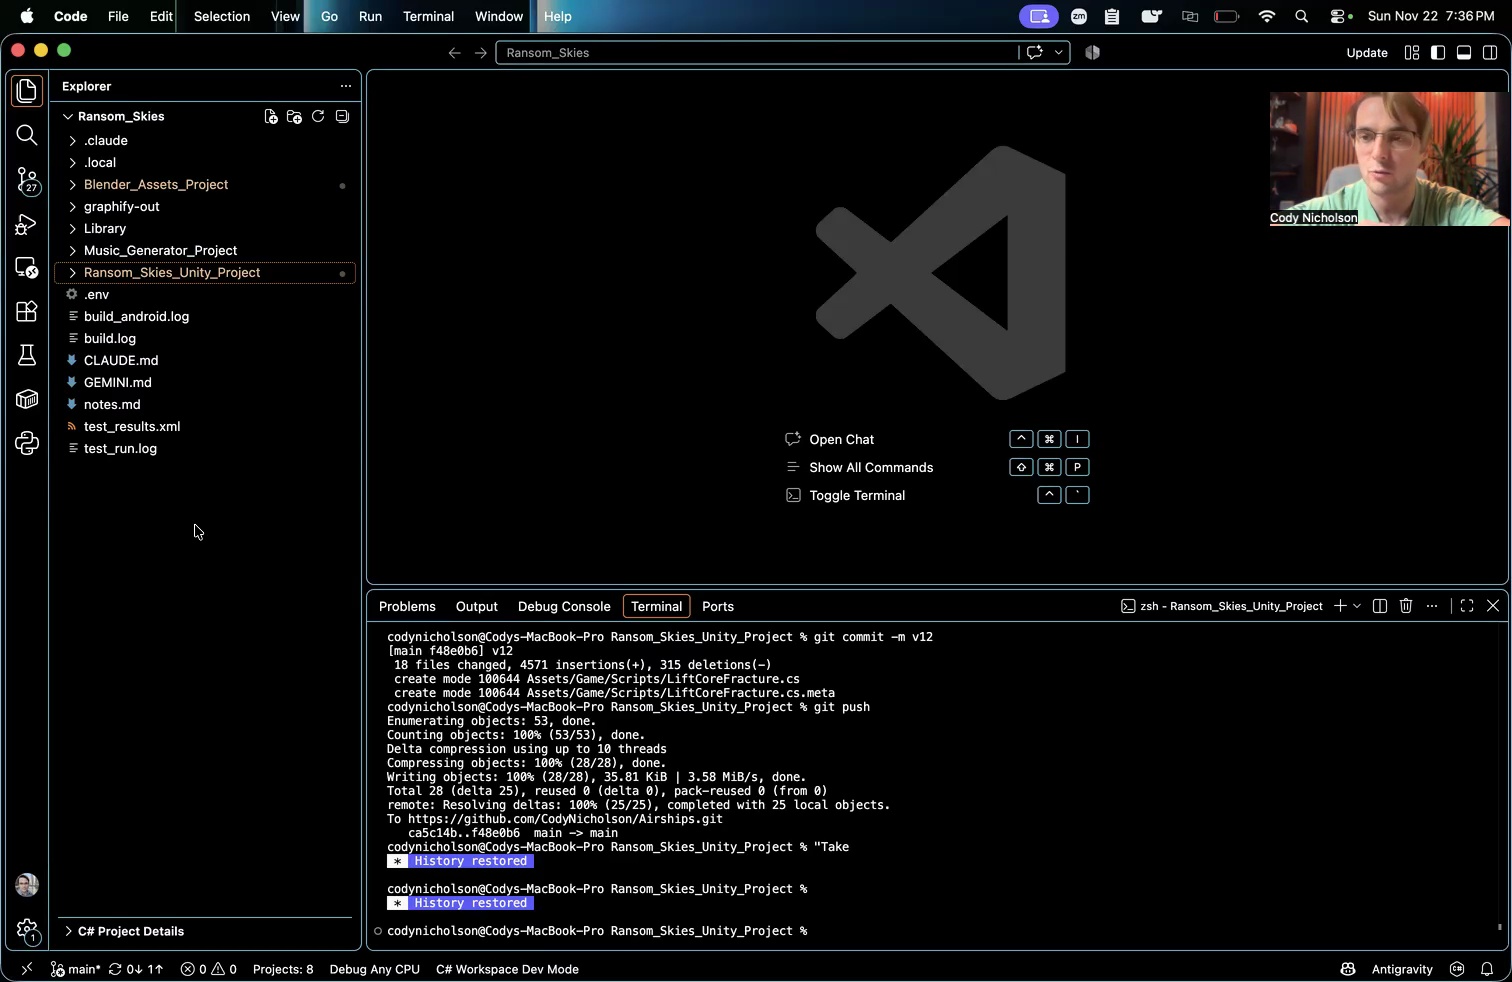 Code File Edit Selection View Go Run Terminal Window Help
zm
Sun Nov 22 7:36 PM
Ransom_Skies
Update
Explorer
Ransom_Skies
.claude
.local
Blender_Assets_Project
graphify-out
Library
Music_Generator_Project
Ransom_Skies_Unity_Project
.env
build_android.log
build.log
CLAUDE.md
GEMINI.md
notes.md
test_results.xml
test_run.log
27
Cody Nicholson
Open Chat ^ ⌘ I
Show All Commands ⇧ ⌘ P
Toggle Terminal ^ `
Problems Output Debug Console Terminal Ports
zsh - Ransom_Skies_Unity_Project
codynicholson@Codys-MacBook-Pro Ransom_Skies_Unity_Project % git commit -m v12
[main f48e0b6] v12
18 files changed, 4571 insertions(+), 315 deletions(-)
create mode 100644 Assets/Game/Scripts/LiftCoreFracture.cs
create mode 100644 Assets/Game/Scripts/LiftCoreFracture.cs.meta
codynicholson@Codys-MacBook-Pro Ransom_Skies_Unity_Project % git push
Enumerating objects: 53, done.
Counting objects: 100% (53/53), done.
Delta compression using up to 10 threads
Compressing objects: 100% (28/28), done.
Writing objects: 100% (28/28), 35.81 KiB | 3.58 MiB/s, done.
Total 28 (delta 25), reused 0 (delta 0), pack-reused 0 (from 0)
remote: Resolving deltas: 100% (25/25), completed with 25 local objects.
To https://github.com/CodyNicholson/Airships.git
ca5c14b..f48e0b6 main -> main
codynicholson@Codys-MacBook-Pro Ransom_Skies_Unity_Project % "Take
* History restored
codynicholson@Codys-MacBook-Pro Ransom_Skies_Unity_Project %
* History restored
codynicholson@Codys-MacBook-Pro Ransom_Skies_Unity_Project %
C# Project Details
1
main* 0↓ 1↑ 0 0 Projects: 8 Debug Any CPU C# Workspace Dev Mode
Antigravity